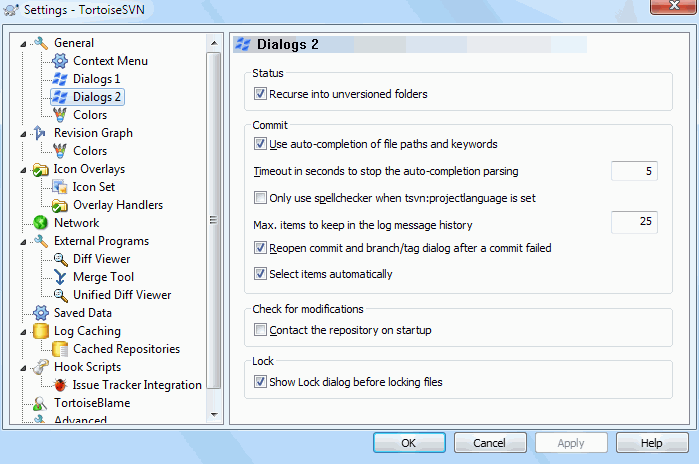 Settings - TortoiseSVN
General
Context Menu
Dialogs 1
Dialogs 2
Colors
Revision Graph
Colors
Icon Overlays
Icon Set
Overlay Handlers
Network
External Programs
Diff Viewer
Merge Tool
Unified Diff Viewer
Saved Data
Log Caching
Cached Repositories
Hook Scripts
Issue Tracker Integration
TortoiseBlame
Advanced
Dialogs 2
Status
Recurse into unversioned folders
Commit
Use auto-completion of file paths and keywords
Timeout in seconds to stop the auto-completion parsing 5
Only use spellchecker when tsvn:projectlanguage is set
Max. items to keep in the log message history 25
Reopen commit and branch/tag dialog after a commit failed
Select items automatically
Check for modifications
Contact the repository on startup
Lock
Show Lock dialog before locking files
OK Cancel Apply Help